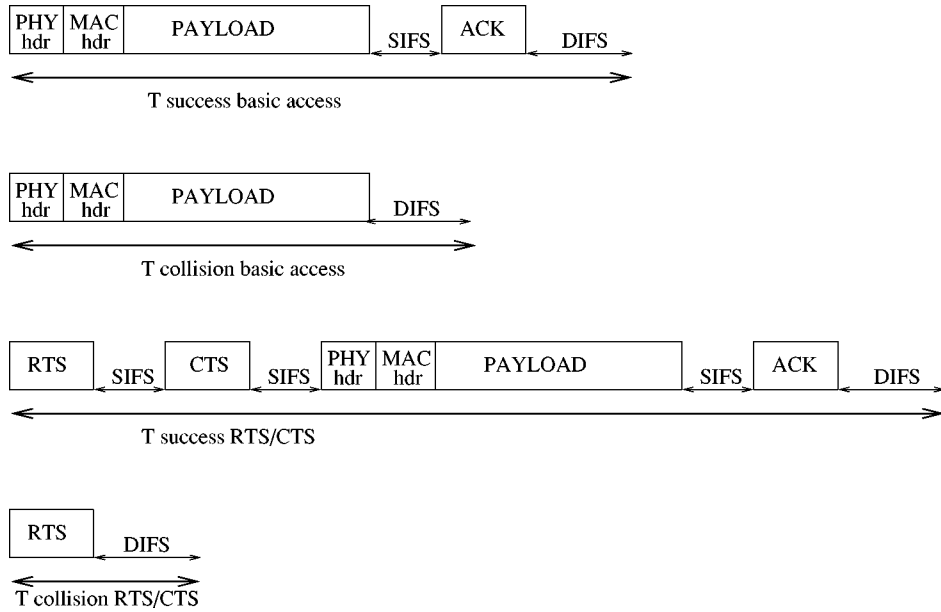 PHY hdr MAC hdr PAYLOAD SIFS ACK DIFS
T success basic access
PHY hdr MAC hdr PAYLOAD DIFS
T collision basic access
RTS SIFS CTS SIFS PHY hdr MAC hdr PAYLOAD SIFS ACK DIFS
T success RTS/CTS
RTS DIFS
T collision RTS/CTS